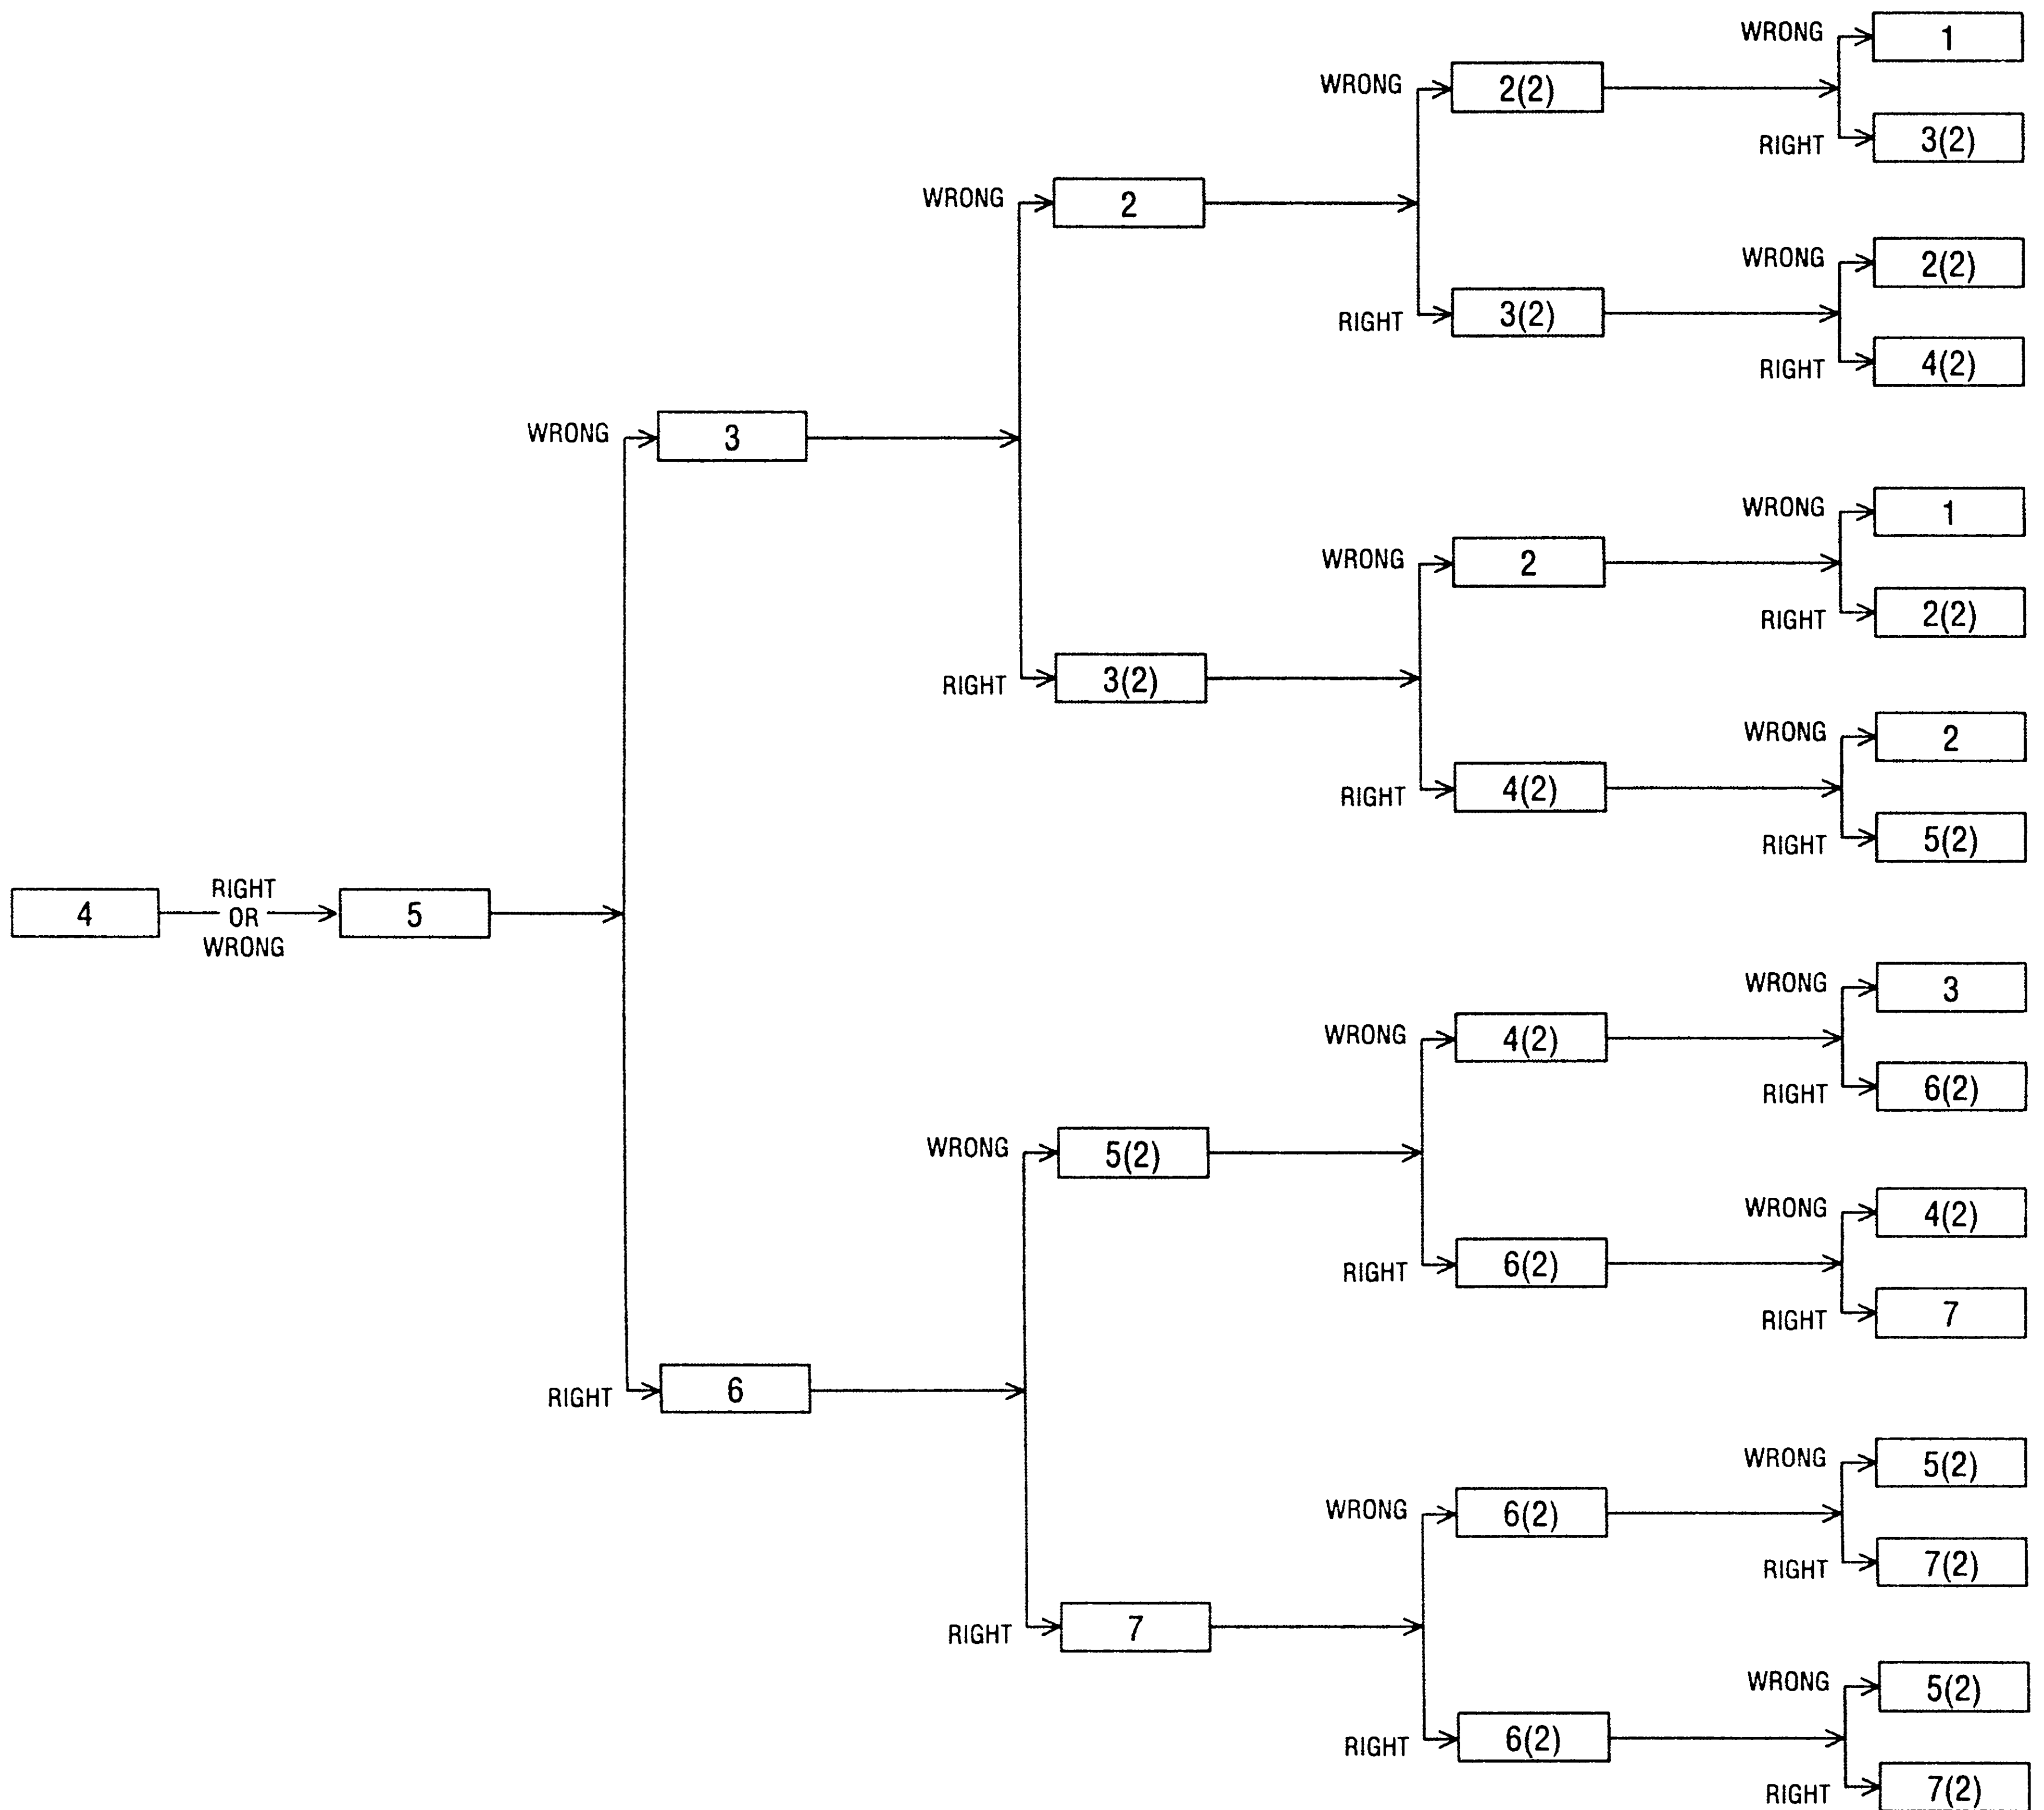 WRONG
1
WRONG
2(2)
RIGHT
3(2)
WRONG
2
WRONG
2(2)
RIGHT
3(2)
RIGHT
4(2)
WRONG
3
WRONG
1
WRONG
2
RIGHT
2(2)
RIGHT
3(2)
WRONG
2
RIGHT
4(2)
RIGHT
5(2)
4
RIGHT
OR
WRONG
5
WRONG
3
WRONG
4(2)
RIGHT
6(2)
WRONG
5(2)
WRONG
4(2)
RIGHT
6(2)
RIGHT
7
RIGHT
6
WRONG
5(2)
WRONG
6(2)
RIGHT
7(2)
RIGHT
7
WRONG
5(2)
RIGHT
6(2)
RIGHT
7(2)